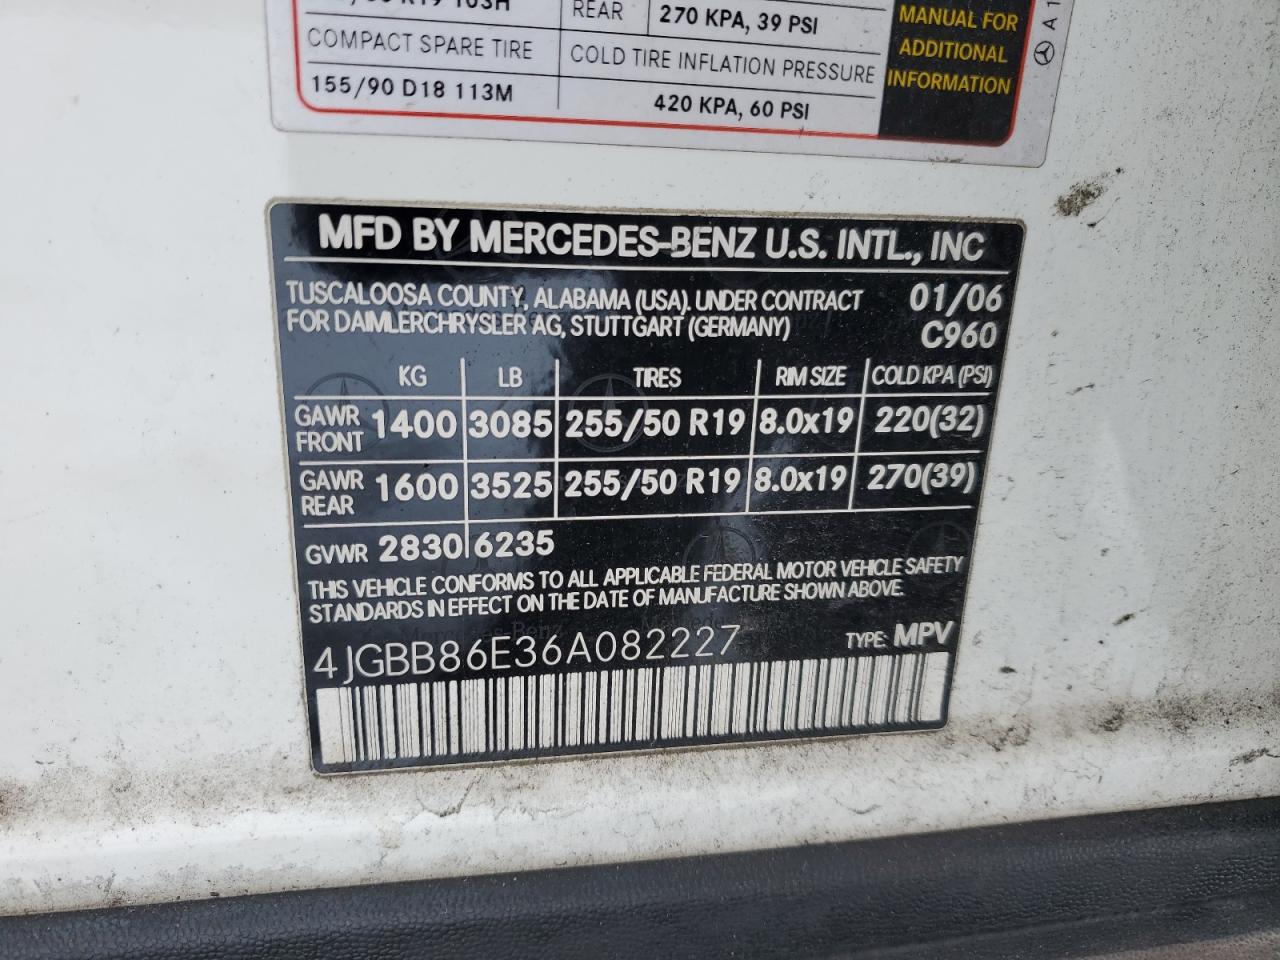 REAR 270 KPA, 39 PSI
COMPACT SPARE TIRE COLD TIRE INFLATION PRESSURE
155/90 D18 113M 420 KPA, 60 PSI
MANUAL FOR
ADDITIONAL
INFORMATION
MFD BY MERCEDES-BENZ U.S. INTL., INC
TUSCALOOSA COUNTY, ALABAMA (USA). UNDER CONTRACT 01/06
FOR DAIMLERCHRYSLER AG, STUTTGART (GERMANY) C960
KG LB TIRES RIM SIZE COLD KPA (PSI)
GAWR FRONT 1400 3085 255/50 R19 8.0x19 220(32)
GAWR REAR 1600 3525 255/50 R19 8.0x19 270(39)
GVWR 2830 6235
THIS VEHICLE CONFORMS TO ALL APPLICABLE FEDERAL MOTOR VEHICLE SAFETY
STANDARDS IN EFFECT ON THE DATE OF MANUFACTURE SHOWN ABOVE.
4JGBB86E36A082227 TYPE: MPV